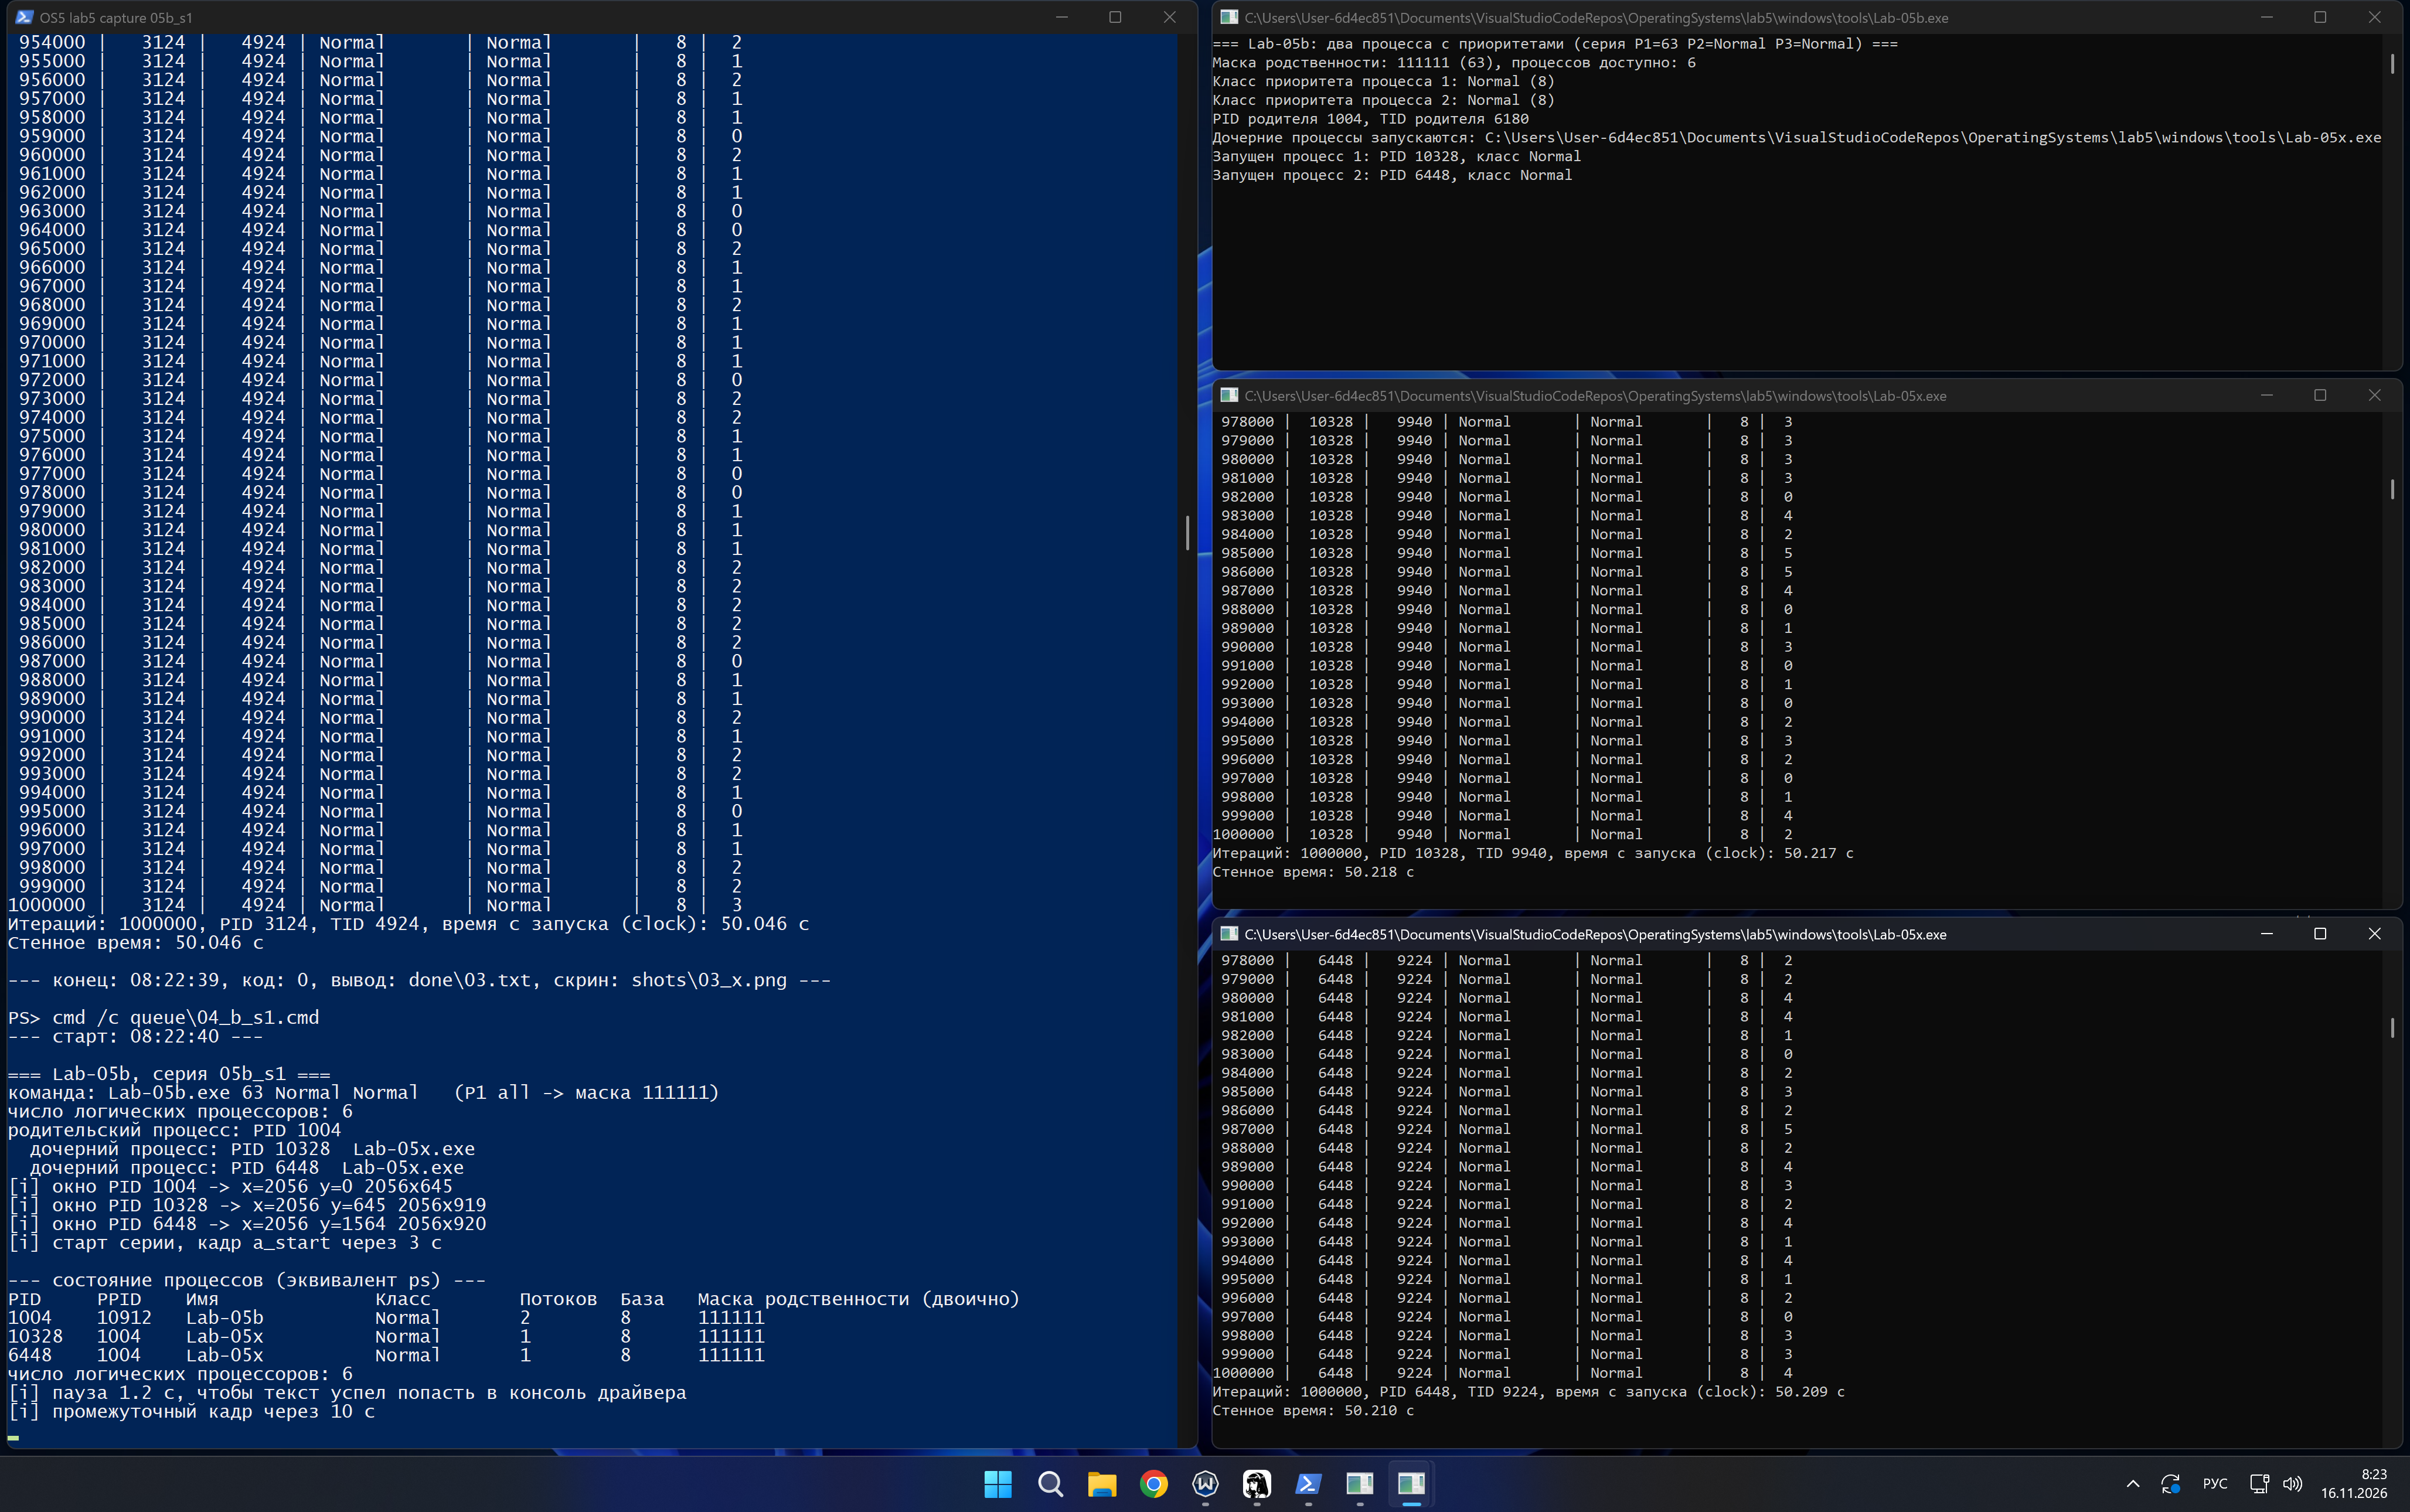 OS5 lab5 capture 05b_s1
954000 | 3124 | 4924 | Normal | Normal | 8 | 2
955000 | 3124 | 4924 | Normal | Normal | 8 | 1
956000 | 3124 | 4924 | Normal | Normal | 8 | 2
957000 | 3124 | 4924 | Normal | Normal | 8 | 1
958000 | 3124 | 4924 | Normal | Normal | 8 | 1
959000 | 3124 | 4924 | Normal | Normal | 8 | 0
960000 | 3124 | 4924 | Normal | Normal | 8 | 2
961000 | 3124 | 4924 | Normal | Normal | 8 | 1
962000 | 3124 | 4924 | Normal | Normal | 8 | 1
963000 | 3124 | 4924 | Normal | Normal | 8 | 0
964000 | 3124 | 4924 | Normal | Normal | 8 | 0
965000 | 3124 | 4924 | Normal | Normal | 8 | 2
966000 | 3124 | 4924 | Normal | Normal | 8 | 1
967000 | 3124 | 4924 | Normal | Normal | 8 | 1
968000 | 3124 | 4924 | Normal | Normal | 8 | 2
969000 | 3124 | 4924 | Normal | Normal | 8 | 1
970000 | 3124 | 4924 | Normal | Normal | 8 | 1
971000 | 3124 | 4924 | Normal | Normal | 8 | 1
972000 | 3124 | 4924 | Normal | Normal | 8 | 0
973000 | 3124 | 4924 | Normal | Normal | 8 | 2
974000 | 3124 | 4924 | Normal | Normal | 8 | 2
975000 | 3124 | 4924 | Normal | Normal | 8 | 1
976000 | 3124 | 4924 | Normal | Normal | 8 | 1
977000 | 3124 | 4924 | Normal | Normal | 8 | 0
978000 | 3124 | 4924 | Normal | Normal | 8 | 0
979000 | 3124 | 4924 | Normal | Normal | 8 | 1
980000 | 3124 | 4924 | Normal | Normal | 8 | 1
981000 | 3124 | 4924 | Normal | Normal | 8 | 1
982000 | 3124 | 4924 | Normal | Normal | 8 | 2
983000 | 3124 | 4924 | Normal | Normal | 8 | 2
984000 | 3124 | 4924 | Normal | Normal | 8 | 2
985000 | 3124 | 4924 | Normal | Normal | 8 | 2
986000 | 3124 | 4924 | Normal | Normal | 8 | 2
987000 | 3124 | 4924 | Normal | Normal | 8 | 0
988000 | 3124 | 4924 | Normal | Normal | 8 | 1
989000 | 3124 | 4924 | Normal | Normal | 8 | 1
990000 | 3124 | 4924 | Normal | Normal | 8 | 2
991000 | 3124 | 4924 | Normal | Normal | 8 | 1
992000 | 3124 | 4924 | Normal | Normal | 8 | 2
993000 | 3124 | 4924 | Normal | Normal | 8 | 2
994000 | 3124 | 4924 | Normal | Normal | 8 | 1
995000 | 3124 | 4924 | Normal | Normal | 8 | 0
996000 | 3124 | 4924 | Normal | Normal | 8 | 1
997000 | 3124 | 4924 | Normal | Normal | 8 | 1
998000 | 3124 | 4924 | Normal | Normal | 8 | 2
999000 | 3124 | 4924 | Normal | Normal | 8 | 2
1000000 | 3124 | 4924 | Normal | Normal | 8 | 3
Итераций: 1000000, PID 3124, TID 4924, время с запуска (clock): 50.046 с
Стенное время: 50.046 с
--- конец: 08:22:39, код: 0, вывод: done\03.txt, скрин: shots\03_x.png ---
PS> cmd /c queue\04_b_s1.cmd
--- старт: 08:22:40 ---
=== Lab-05b, серия 05b_s1 ===
команда: Lab-05b.exe 63 Normal Normal (P1 all -> маска 111111)
число логических процессоров: 6
родительский процесс: PID 1004
дочерний процесс: PID 10328 Lab-05x.exe
дочерний процесс: PID 6448 Lab-05x.exe
[i] окно PID 1004 -> x=2056 y=0 2056x645
[i] окно PID 10328 -> x=2056 y=645 2056x919
[i] окно PID 6448 -> x=2056 y=1564 2056x920
[i] старт серии, кадр a_start через 3 с
--- состояние процессов (эквивалент ps) ---
PID PPID Имя Класс Потоков База Маска родственности (двоично)
1004 10912 Lab-05b Normal 2 8 111111
10328 1004 Lab-05x Normal 1 8 111111
6448 1004 Lab-05x Normal 1 8 111111
число логических процессоров: 6
[i] пауза 1.2 с, чтобы текст успел попасть в консоль драйвера
[i] промежуточный кадр через 10 с
C:\Users\User-6d4ec851\Documents\VisualStudioCodeRepos\OperatingSystems\lab5\windows\tools\Lab-05b.exe
=== Lab-05b: два процесса с приоритетами (серия P1=63 P2=Normal P3=Normal) ===
Маска родственности: 111111 (63), процессов доступно: 6
Класс приоритета процесса 1: Normal (8)
Класс приоритета процесса 2: Normal (8)
PID родителя 1004, TID родителя 6180
Дочерние процессы запускаются: C:\Users\User-6d4ec851\Documents\VisualStudioCodeRepos\OperatingSystems\lab5\windows\tools\Lab-05x.exe
Запущен процесс 1: PID 10328, класс Normal
Запущен процесс 2: PID 6448, класс Normal
C:\Users\User-6d4ec851\Documents\VisualStudioCodeRepos\OperatingSystems\lab5\windows\tools\Lab-05x.exe
978000 | 10328 | 9940 | Normal | Normal | 8 | 3
979000 | 10328 | 9940 | Normal | Normal | 8 | 3
980000 | 10328 | 9940 | Normal | Normal | 8 | 3
981000 | 10328 | 9940 | Normal | Normal | 8 | 3
982000 | 10328 | 9940 | Normal | Normal | 8 | 0
983000 | 10328 | 9940 | Normal | Normal | 8 | 4
984000 | 10328 | 9940 | Normal | Normal | 8 | 2
985000 | 10328 | 9940 | Normal | Normal | 8 | 5
986000 | 10328 | 9940 | Normal | Normal | 8 | 5
987000 | 10328 | 9940 | Normal | Normal | 8 | 4
988000 | 10328 | 9940 | Normal | Normal | 8 | 0
989000 | 10328 | 9940 | Normal | Normal | 8 | 1
990000 | 10328 | 9940 | Normal | Normal | 8 | 3
991000 | 10328 | 9940 | Normal | Normal | 8 | 0
992000 | 10328 | 9940 | Normal | Normal | 8 | 1
993000 | 10328 | 9940 | Normal | Normal | 8 | 0
994000 | 10328 | 9940 | Normal | Normal | 8 | 2
995000 | 10328 | 9940 | Normal | Normal | 8 | 3
996000 | 10328 | 9940 | Normal | Normal | 8 | 2
997000 | 10328 | 9940 | Normal | Normal | 8 | 0
998000 | 10328 | 9940 | Normal | Normal | 8 | 1
999000 | 10328 | 9940 | Normal | Normal | 8 | 4
1000000 | 10328 | 9940 | Normal | Normal | 8 | 2
Итераций: 1000000, PID 10328, TID 9940, время с запуска (clock): 50.217 с
Стенное время: 50.218 с
C:\Users\User-6d4ec851\Documents\VisualStudioCodeRepos\OperatingSystems\lab5\windows\tools\Lab-05x.exe
978000 | 6448 | 9224 | Normal | Normal | 8 | 2
979000 | 6448 | 9224 | Normal | Normal | 8 | 2
980000 | 6448 | 9224 | Normal | Normal | 8 | 4
981000 | 6448 | 9224 | Normal | Normal | 8 | 4
982000 | 6448 | 9224 | Normal | Normal | 8 | 1
983000 | 6448 | 9224 | Normal | Normal | 8 | 0
984000 | 6448 | 9224 | Normal | Normal | 8 | 2
985000 | 6448 | 9224 | Normal | Normal | 8 | 3
986000 | 6448 | 9224 | Normal | Normal | 8 | 2
987000 | 6448 | 9224 | Normal | Normal | 8 | 5
988000 | 6448 | 9224 | Normal | Normal | 8 | 2
989000 | 6448 | 9224 | Normal | Normal | 8 | 4
990000 | 6448 | 9224 | Normal | Normal | 8 | 3
991000 | 6448 | 9224 | Normal | Normal | 8 | 2
992000 | 6448 | 9224 | Normal | Normal | 8 | 4
993000 | 6448 | 9224 | Normal | Normal | 8 | 1
994000 | 6448 | 9224 | Normal | Normal | 8 | 4
995000 | 6448 | 9224 | Normal | Normal | 8 | 1
996000 | 6448 | 9224 | Normal | Normal | 8 | 2
997000 | 6448 | 9224 | Normal | Normal | 8 | 0
998000 | 6448 | 9224 | Normal | Normal | 8 | 3
999000 | 6448 | 9224 | Normal | Normal | 8 | 3
1000000 | 6448 | 9224 | Normal | Normal | 8 | 4
Итераций: 1000000, PID 6448, TID 9224, время с запуска (clock): 50.209 с
Стенное время: 50.210 с
РУС
8:23
16.11.2026